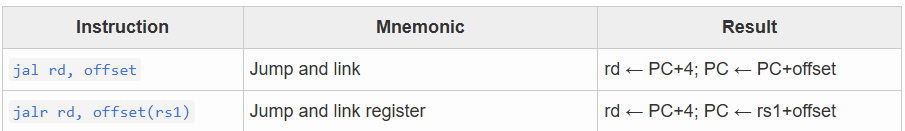 Instruction Mnemonic Result
jal rd, offset Jump and link rd ← PC+4; PC ← PC+offset
jalr rd, offset(rs1) Jump and link register rd ← PC+4; PC ← rs1+offset